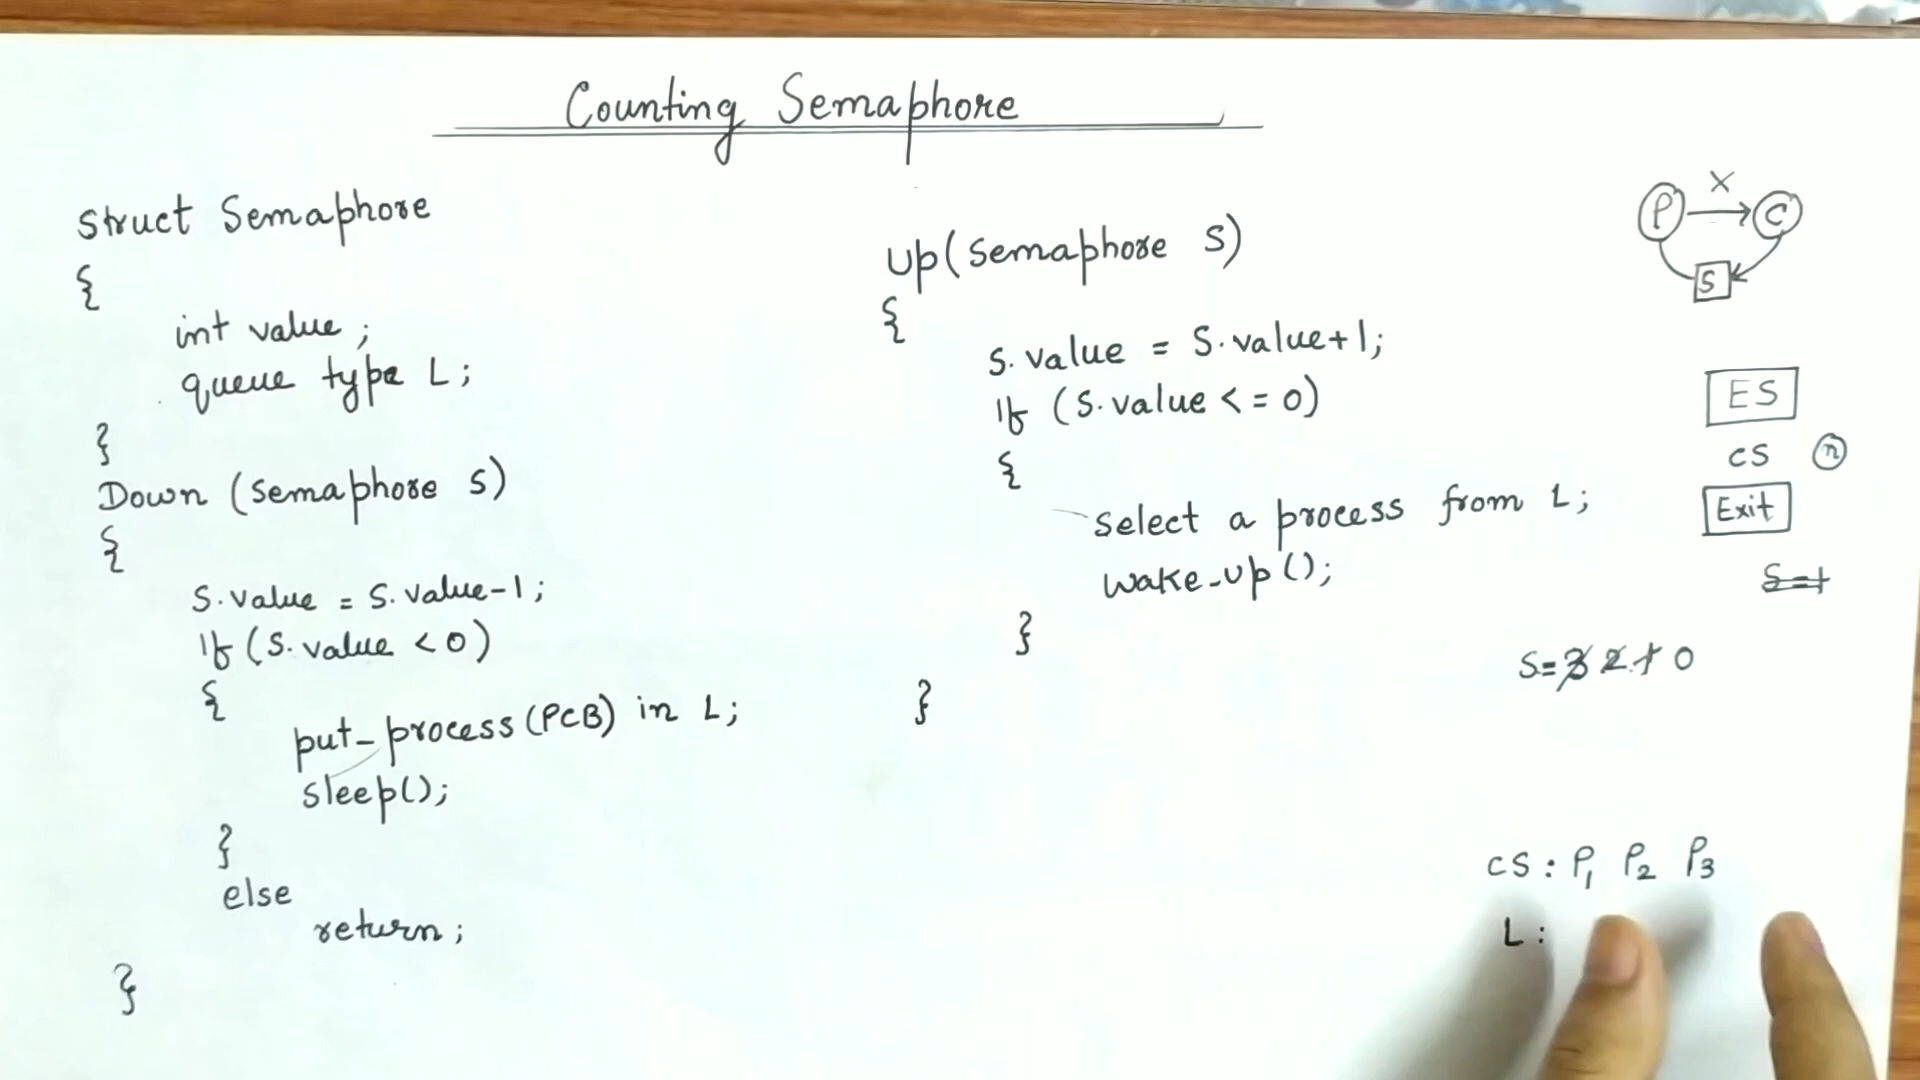 Counting Semaphore
struct Semaphore
{
int value;
queue type L;
}
Down (semaphore S)
{
S.value = S.value-1;
If (S.value < 0)
{
put_process(PCB) in L;
sleep();
}
else
return;
}
Up(semaphore S)
{
S.value = S.value+1;
If (S.value <= 0)
{
select a process from L;
wake-up();
}
}
X
P C
S
ES
CS n
Exit
S=1
S=3 2 1 0
CS: P1 P2 P3
L: